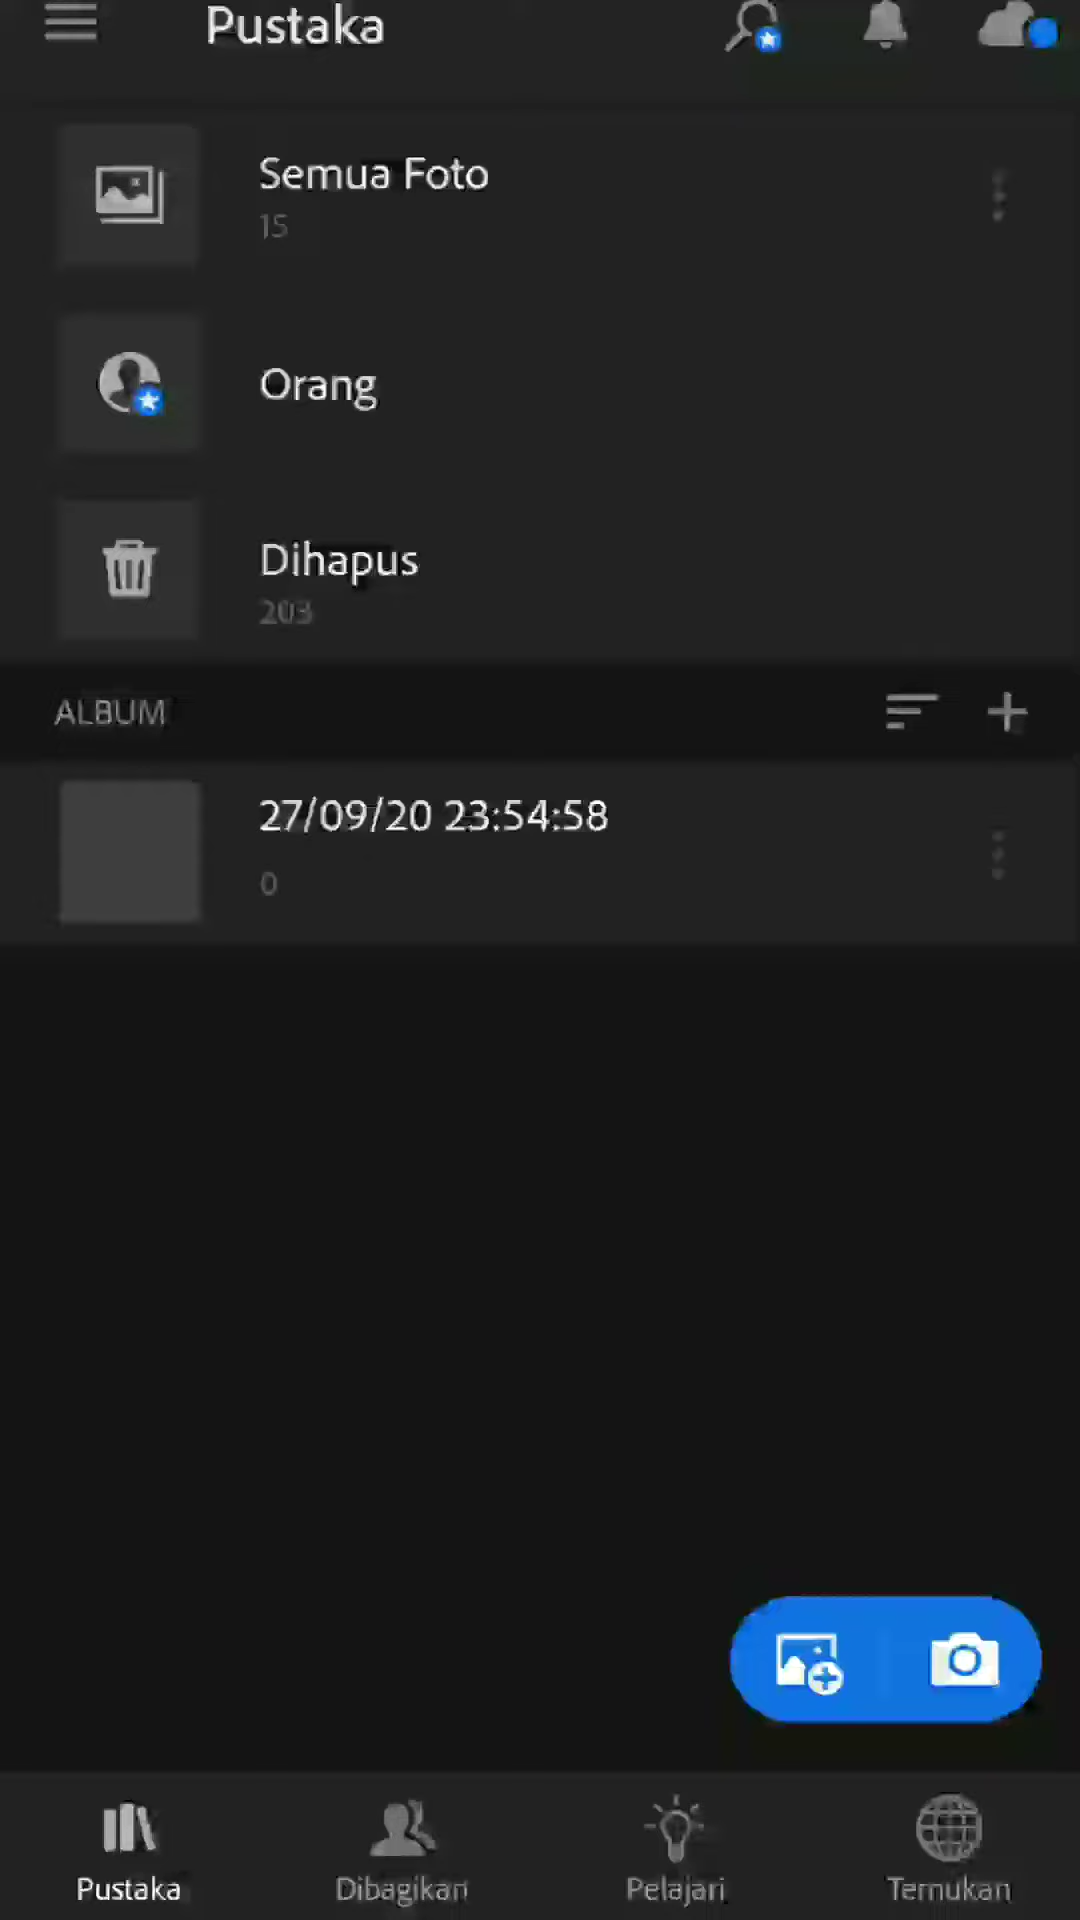 Pustaka
Semua Foto
15
Orang
Dihapus
203
ALBUM
27/09/20 23:54:58
0
Pustaka
Dibagikan
Pelajari
Temukan